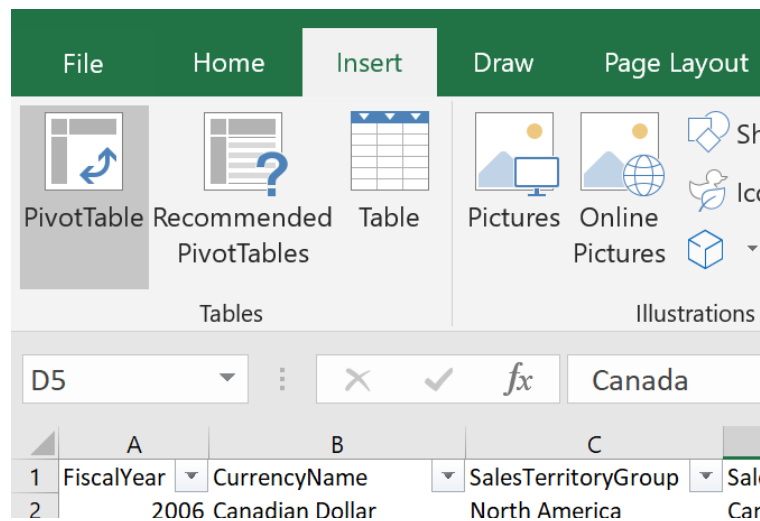 File Home Insert Draw Page Layout
PivotTable Recommended PivotTables Table Pictures Online Pictures
Tables Illustrations
D5 fx Canada
A B C
1 FiscalYear CurrencyName SalesTerritoryGroup
2 2006 Canadian Dollar North America